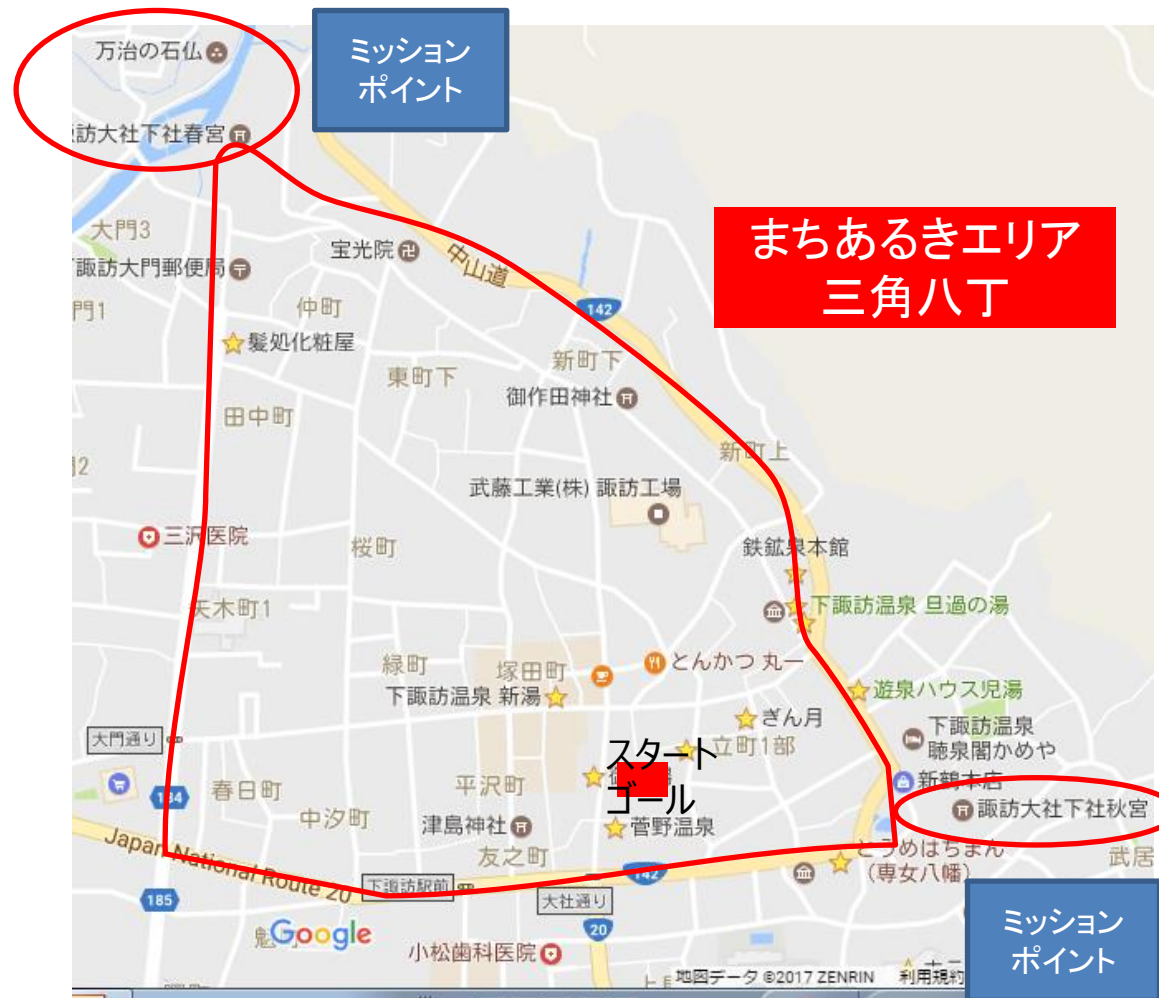 万治の石仏
ミッション
ポイント
訪大社下社春宮
大門3
諏訪大門郵便局
宝光院
中山道
まちあるきエリア
三角八丁
門1
仲町
142
髪処化粧屋
新町下
東町下
御作田神社
田中町
新町上
武藤工業(株) 諏訪工場
三沢医院
桜町
鉄鉱泉本館
矢木町1
下諏訪温泉 旦過の湯
緑町
塚田町
とんかつ 丸一
下諏訪温泉 新湯
遊泉ハウス児湯
ぎん月
下諏訪温泉
聴泉閣かめや
大門通り
スタート
立町1部
ゴール
春日町
平沢町
新鶴本店
中汐町
津島神社
菅野温泉
諏訪大社下社秋宮
Japan National Route 20
友之町
とうめはちまん
(専女八幡)
武居
下諏訪駅前
142
185
大社通り
20
ミッション
ポイント
Google
小松歯科医院
地図データ ©2017 ZENRIN
利用規約